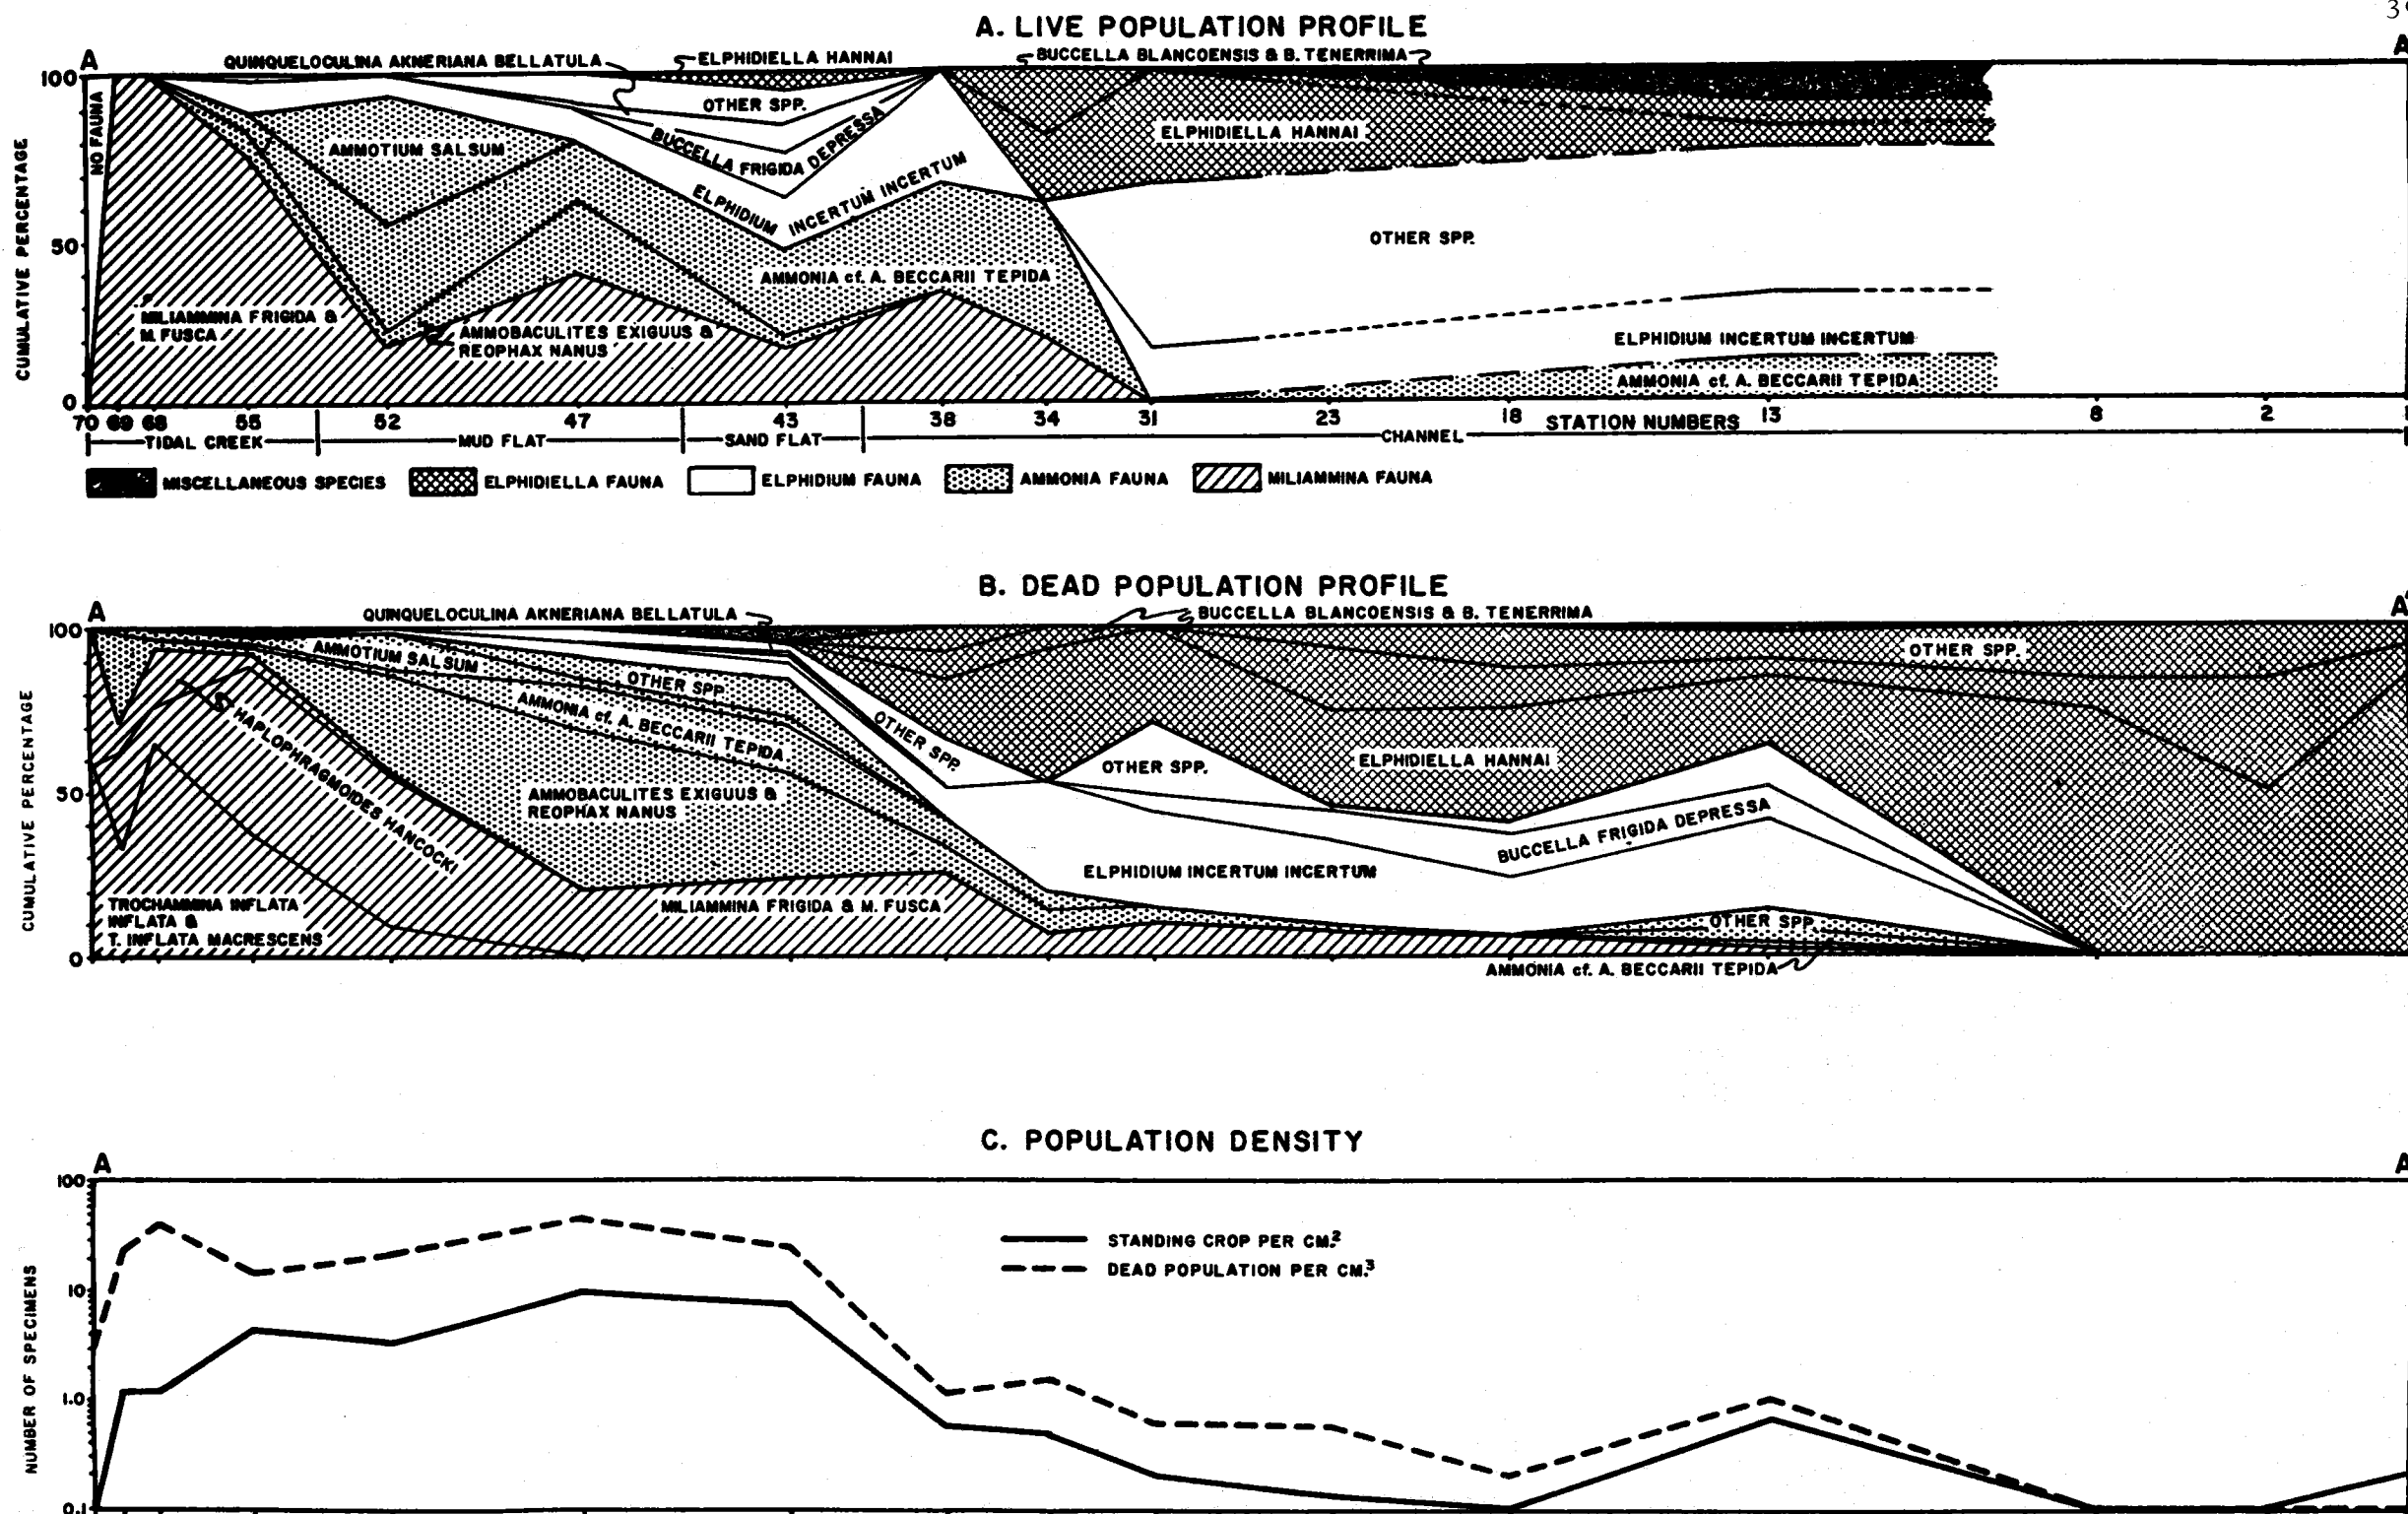 A. LIVE POPULATION PROFILE
A
QUINQUELOCULINA AKNERIANA BELLATULA
ELPHIDIELLA HANNAI
BUCCELLA BLANCOENSIS & B. TENERRIMA
CUMULATIVE PERCENTAGE
100
50
0
NO FAUNA
OTHER SPP.
BUCCELLA FRIGIDA DEPRESSA
ELPHIDIELLA HANNAI
AMMOTIUM SALSUM
ELPHIDIUM INCERTUM INCERTUM
OTHER SPP.
AMMONIA cf. A. BECCARII TEPIDA
MILIAMMINA FRIGIDA &
M. FUSCA
AMMOBACULITES EXIGUUS &
REOPHAX NANUS
ELPHIDIUM INCERTUM INCERTUM
AMMONIA cf. A. BECCARII TEPIDA
70 69 68 55 52 47 43 38 34 31 23 18 STATION NUMBERS 13 8 2
TIDAL CREEK MUD FLAT SAND FLAT CHANNEL
MISCELLANEOUS SPECIES ELPHIDIELLA FAUNA ELPHIDIUM FAUNA AMMONIA FAUNA MILIAMMINA FAUNA
B. DEAD POPULATION PROFILE
A
A'
QUINQUELOCULINA AKNERIANA BELLATULA
BUCCELLA BLANCOENSIS & B. TENERRIMA
CUMULATIVE PERCENTAGE
100
50
0
AMMOTIUM SALSUM
OTHER SPP.
OTHER SPP.
AMMONIA cf. A. BECCARII TEPIDA
HAPLOPHRAGMOIDES HANCOCKI
OTHER SPP.
OTHER SPP.
ELPHIDIELLA HANNAI
AMMOBACULITES EXIGUUS &
REOPHAX NANUS
BUCCELLA FRIGIDA DEPRESSA
ELPHIDIUM INCERTUM INCERTUM
TROCHAMMINA INFLATA
INFLATA &
T. INFLATA MACRESCENS
MILIAMMINA FRIGIDA & M. FUSCA
OTHER SPP.
AMMONIA cf. A. BECCARII TEPIDA
C. POPULATION DENSITY
A
NUMBER OF SPECIMENS
100
10
1.0
0.1
STANDING CROP PER CM.²
DEAD POPULATION PER CM.³